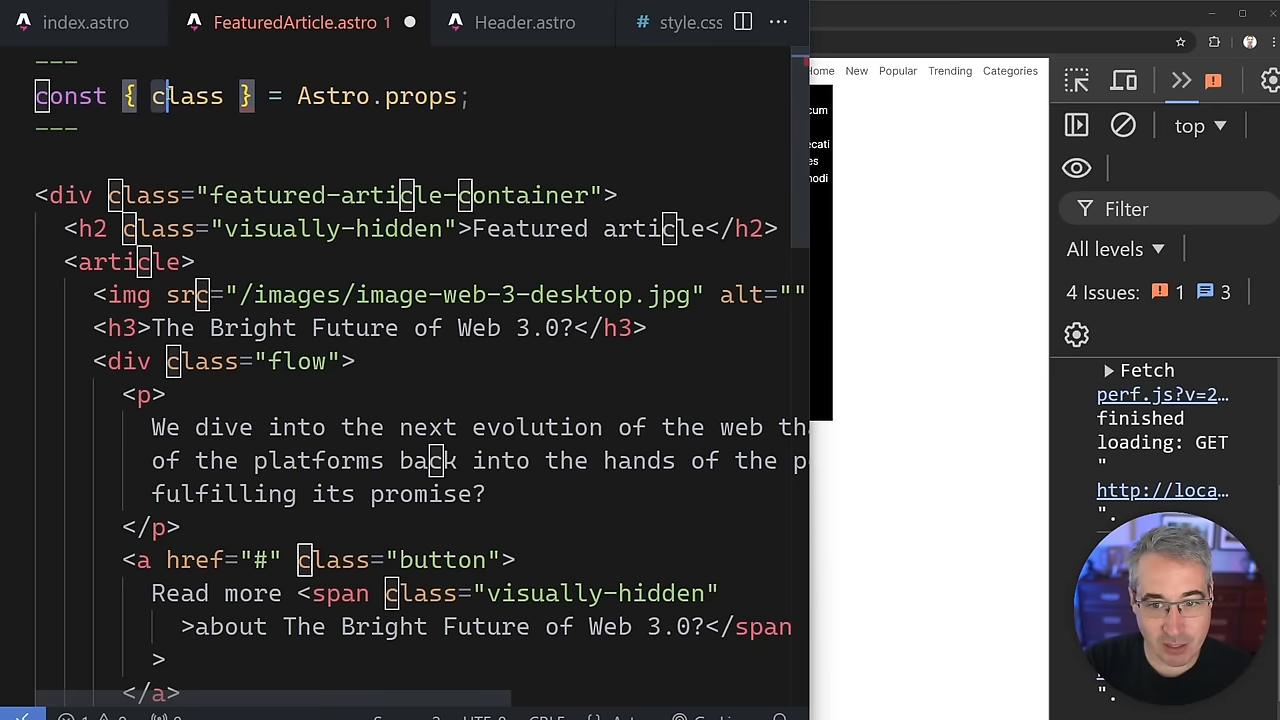 index.astro
FeaturedArticle.astro 1
Header.astro
# style.css
---
const { class } = Astro.props;
---
<div class="featured-article-container">
<h2 class="visually-hidden">Featured article</h2>
<article>
<img src="/images/image-web-3-desktop.jpg" alt=""
<h3>The Bright Future of Web 3.0?</h3>
<div class="flow">
<p>
We dive into the next evolution of the web tha
of the platforms back into the hands of the p
fulfilling its promise?
</p>
<a href="#" class="button">
Read more <span class="visually-hidden"
>about The Bright Future of Web 3.0?</span
>
</a>
Home New Popular Trending Categories
cum
ecati
es
modi
top
Filter
All levels
4 Issues: 1 3
Fetch
perf.js?v=2…
finished
loading: GET
"
http://loca…
".
".